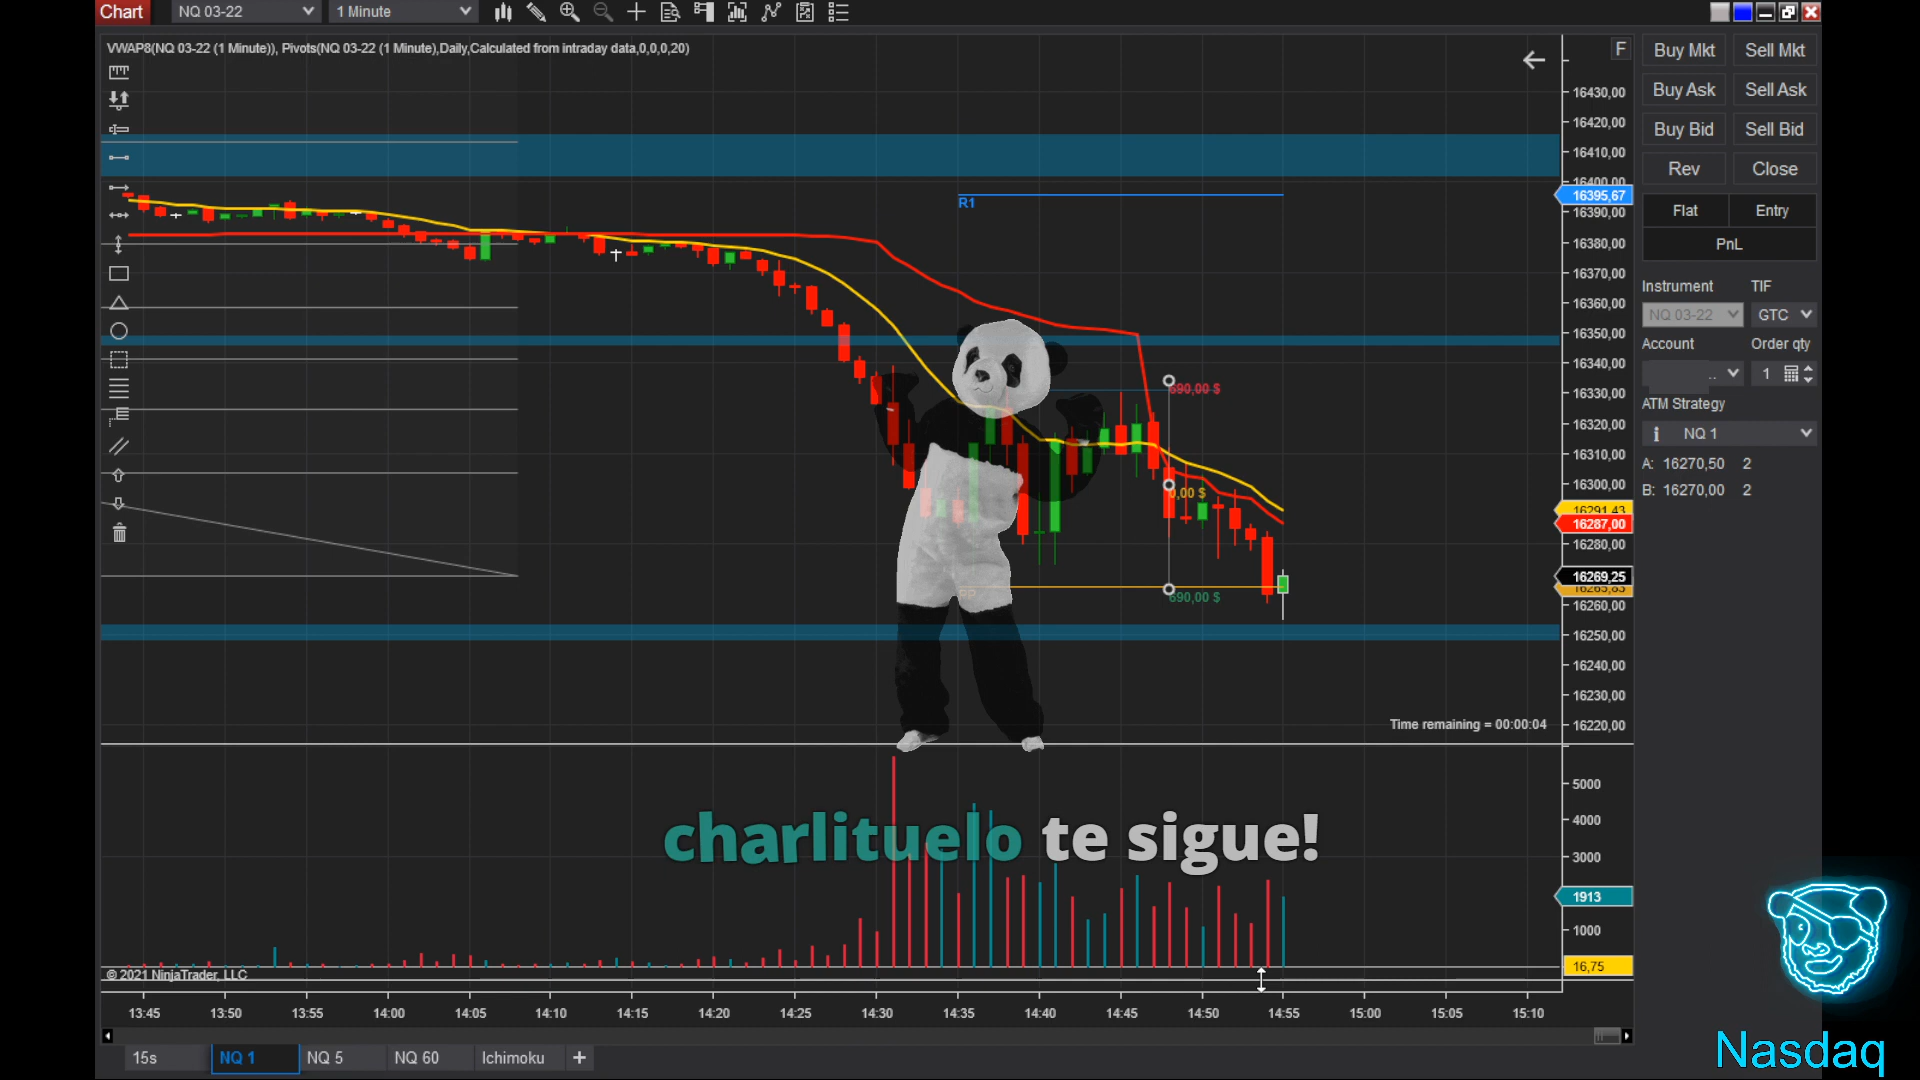 Chart NQ 03-22 1 Minute
VWAP8(NQ 03-22 (1 Minute)), Pivots(NQ 03-22 (1 Minute),Daily,Calculated from intraday data,0,0,0,20)
F
Buy Mkt Sell Mkt
Buy Ask Sell Ask
Buy Bid Sell Bid
Rev Close
Flat Entry
PnL
Instrument TIF
NQ 03-22 GTC
Account Order qty
.. 1
ATM Strategy
NQ 1
A: 16270,50 2
B: 16270,00 2
16430,00
16420,00
16410,00
16400,00
16395,67
16390,00
16380,00
16370,00
16360,00
16350,00
16340,00
16330,00
16320,00
16310,00
16300,00
16291,43
16287,00
16280,00
16269,25
16265,83
16260,00
16250,00
16240,00
16230,00
16220,00
R1
690,00 $
0,00 $
PP
690,00 $
Time remaining = 00:00:04
charlituelo te sigue!
5000
4000
3000
1913
1000
16,75
© 2021 NinjaTrader, LLC
13:45 13:50 13:55 14:00 14:05 14:10 14:15 14:20 14:25 14:30 14:35 14:40 14:45 14:50 14:55 15:00 15:05 15:10
15s NQ 1 NQ 5 NQ 60 Ichimoku +
Nasdaq